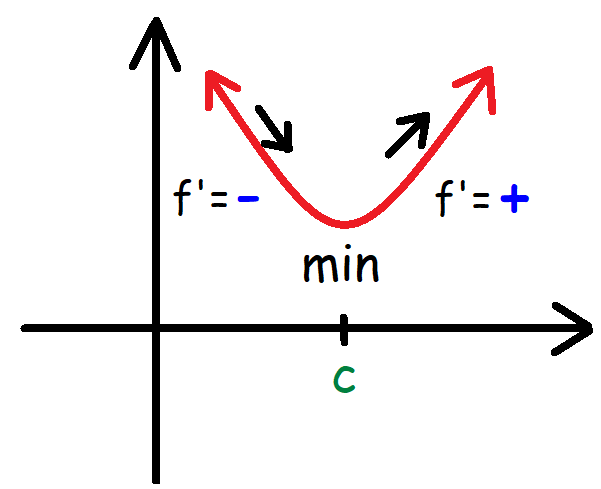 f'= -
f'= +
min
c